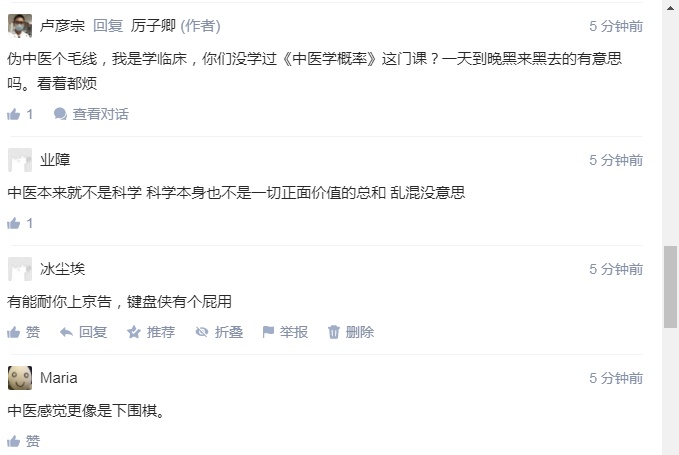 卢彦宗 回复 厉子卿 (作者) 5 分钟前
伪中医个毛线，我是学临床，你们没学过《中医学概率》这门课？一天到晚黑来黑去的有意思
吗。看着都烦
1 查看对话
业障 5 分钟前
中医本来就不是科学 科学本身也不是一切正面价值的总和 乱混没意思
1
冰尘埃 5 分钟前
有能耐你上京告，键盘侠有个屁用
赞 回复 推荐 折叠 举报 删除
Maria 5 分钟前
中医感觉更像是下围棋。
赞